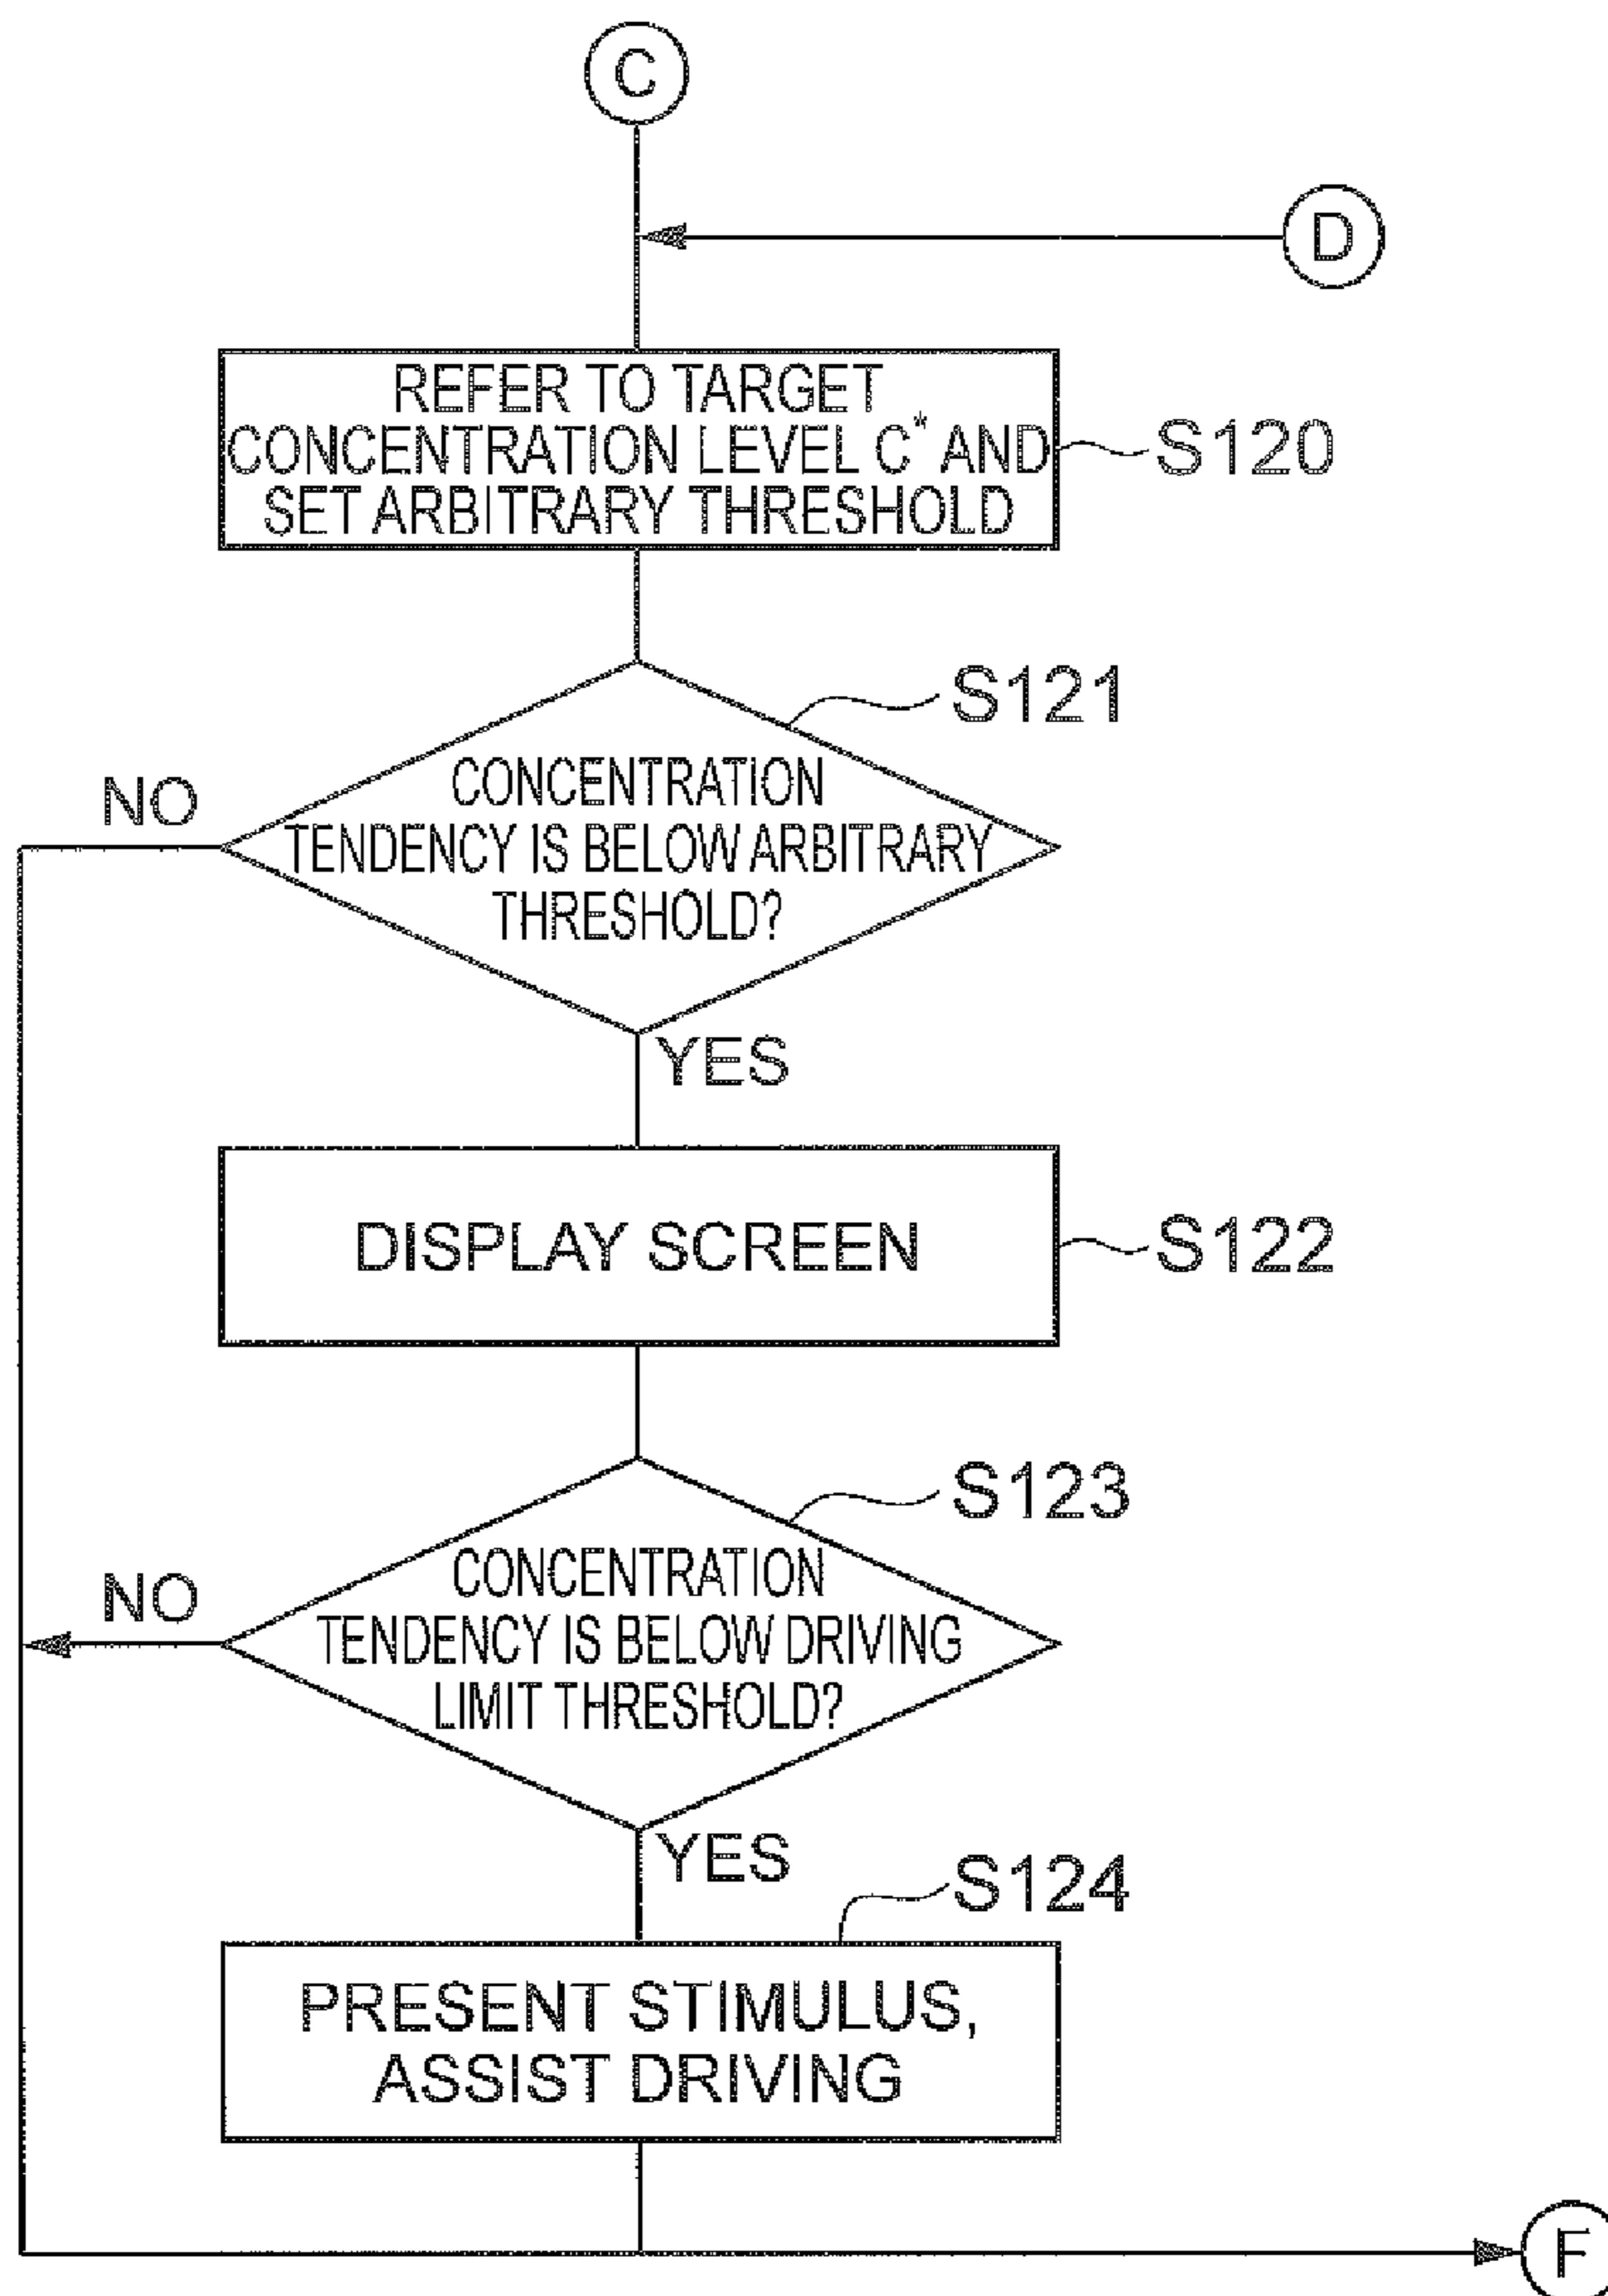 C
D
REFER TO TARGET
CONCENTRATION LEVEL C* AND
SET ARBITRARY THRESHOLD
S120
S121
CONCENTRATION
TENDENCY IS BELOW ARBITRARY
THRESHOLD?
NO
YES
DISPLAY SCREEN
S122
S123
CONCENTRATION
TENDENCY IS BELOW DRIVING
LIMIT THRESHOLD?
NO
YES
S124
PRESENT STIMULUS,
ASSIST DRIVING
F